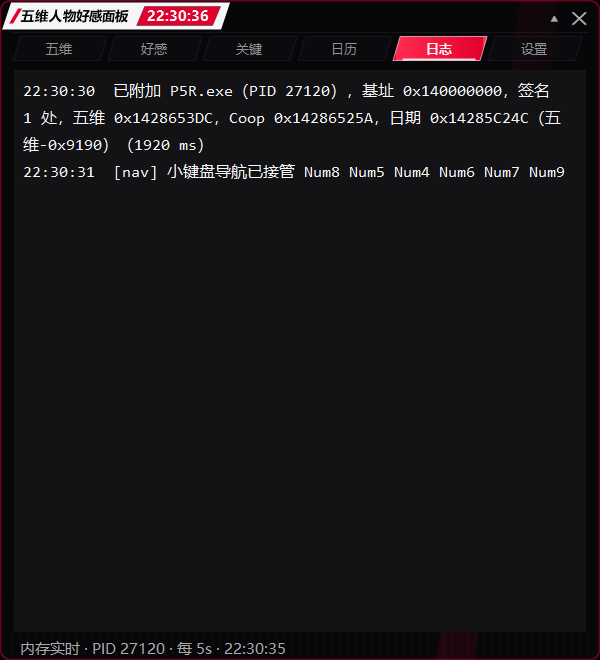 五维人物好感面板 22:30:36
五维 好感 关键 日历 日志 设置
22:30:30 已附加 P5R.exe（PID 27120），基址 0x140000000，签名
1 处，五维 0x1428653DC，Coop 0x14286525A，日期 0x14285C24C（五
维-0x9190）（1920 ms）
22:30:31 [nav] 小键盘导航已接管 Num8 Num5 Num4 Num6 Num7 Num9
内存实时 · PID 27120 · 每 5s · 22:30:35